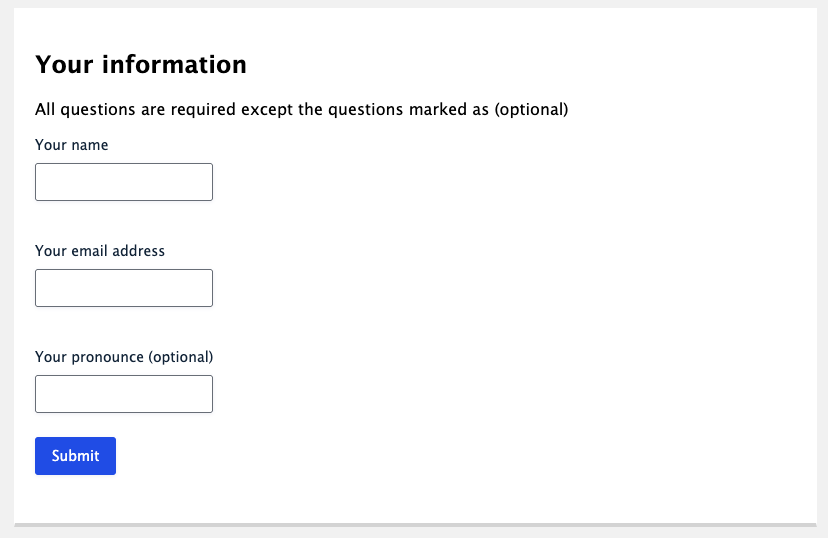 Your information
All questions are required except the questions marked as (optional)
Your name
Your email address
Your pronounce (optional)
Submit